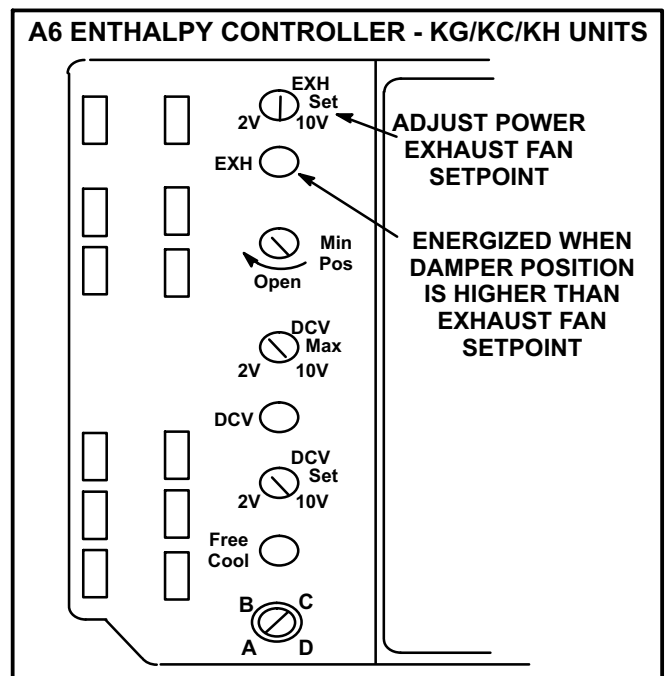 A6 ENTHALPY CONTROLLER - KG/KC/KH UNITS
EXH
Set
2V 10V
ADJUST POWER
EXHAUST FAN
SETPOINT
EXH
ENERGIZED WHEN
DAMPER POSITION
IS HIGHER THAN
EXHAUST FAN
SETPOINT
Min
Pos
Open
DCV
Max
2V 10V
DCV
DCV
Set
2V 10V
Free
Cool
B C
A D